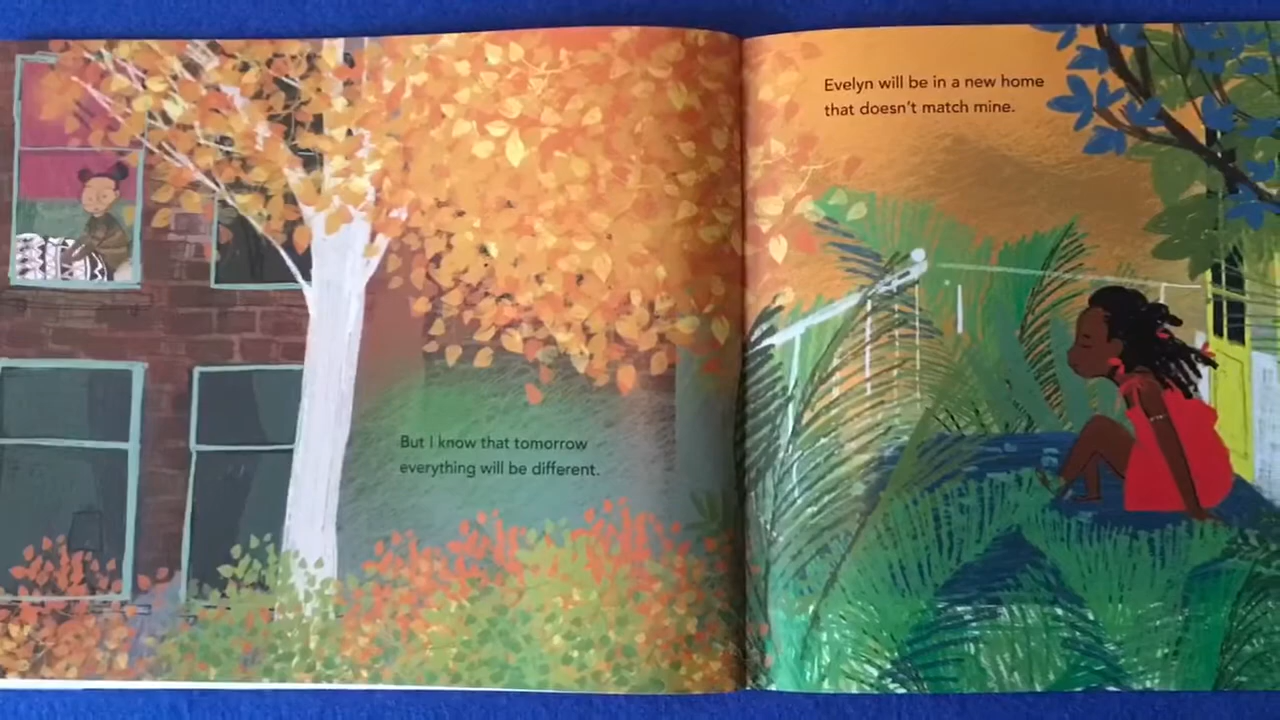 But I know that tomorrow
everything will be different.
Evelyn will be in a new home
that doesn't match mine.